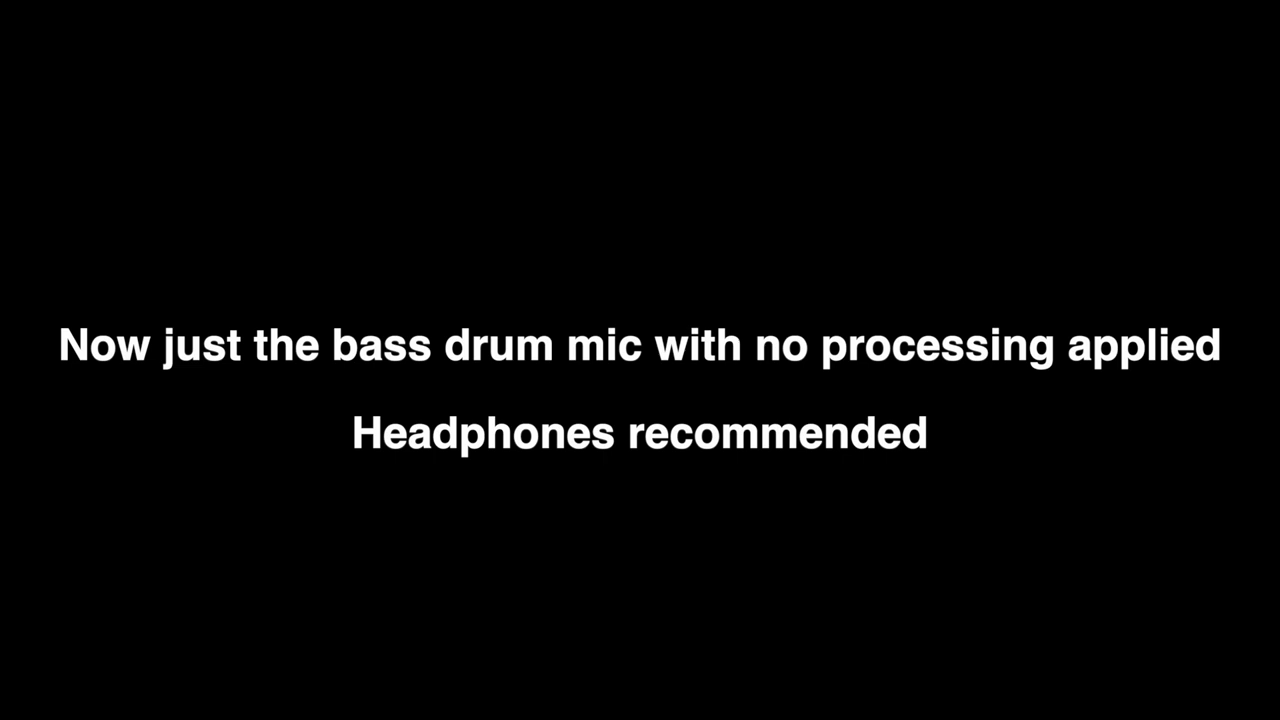 Now just the bass drum mic with no processing applied
Headphones recommended